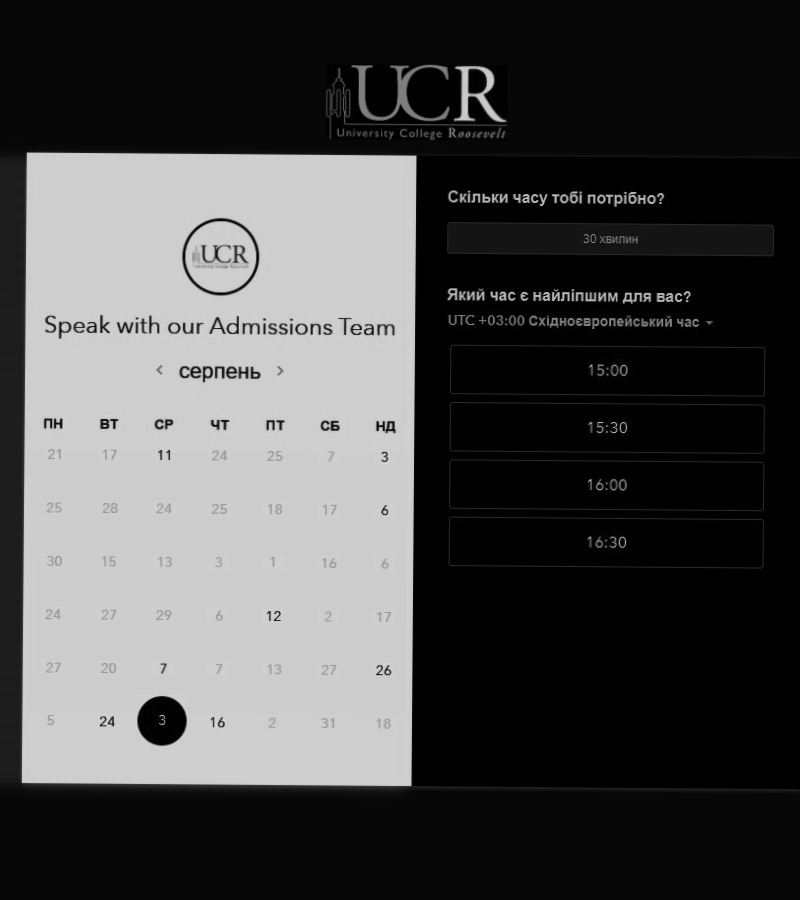 UCR
University College Roosevelt
UCR
Speak with our Admissions Team
серпень
ПН ВТ СР ЧТ ПТ СБ НД
21 17 11 24 25 7 3
25 28 24 25 18 17 6
30 15 13 3 1 16 6
24 27 29 6 12 2 17
27 20 7 7 13 27 26
5 24 3 16 2 31 18
Скільки часу тобі потрібно?
30 хвилин
Який час є найліпшим для вас?
UTC +03:00 Східноєвропейський час
15:00
15:30
16:00
16:30